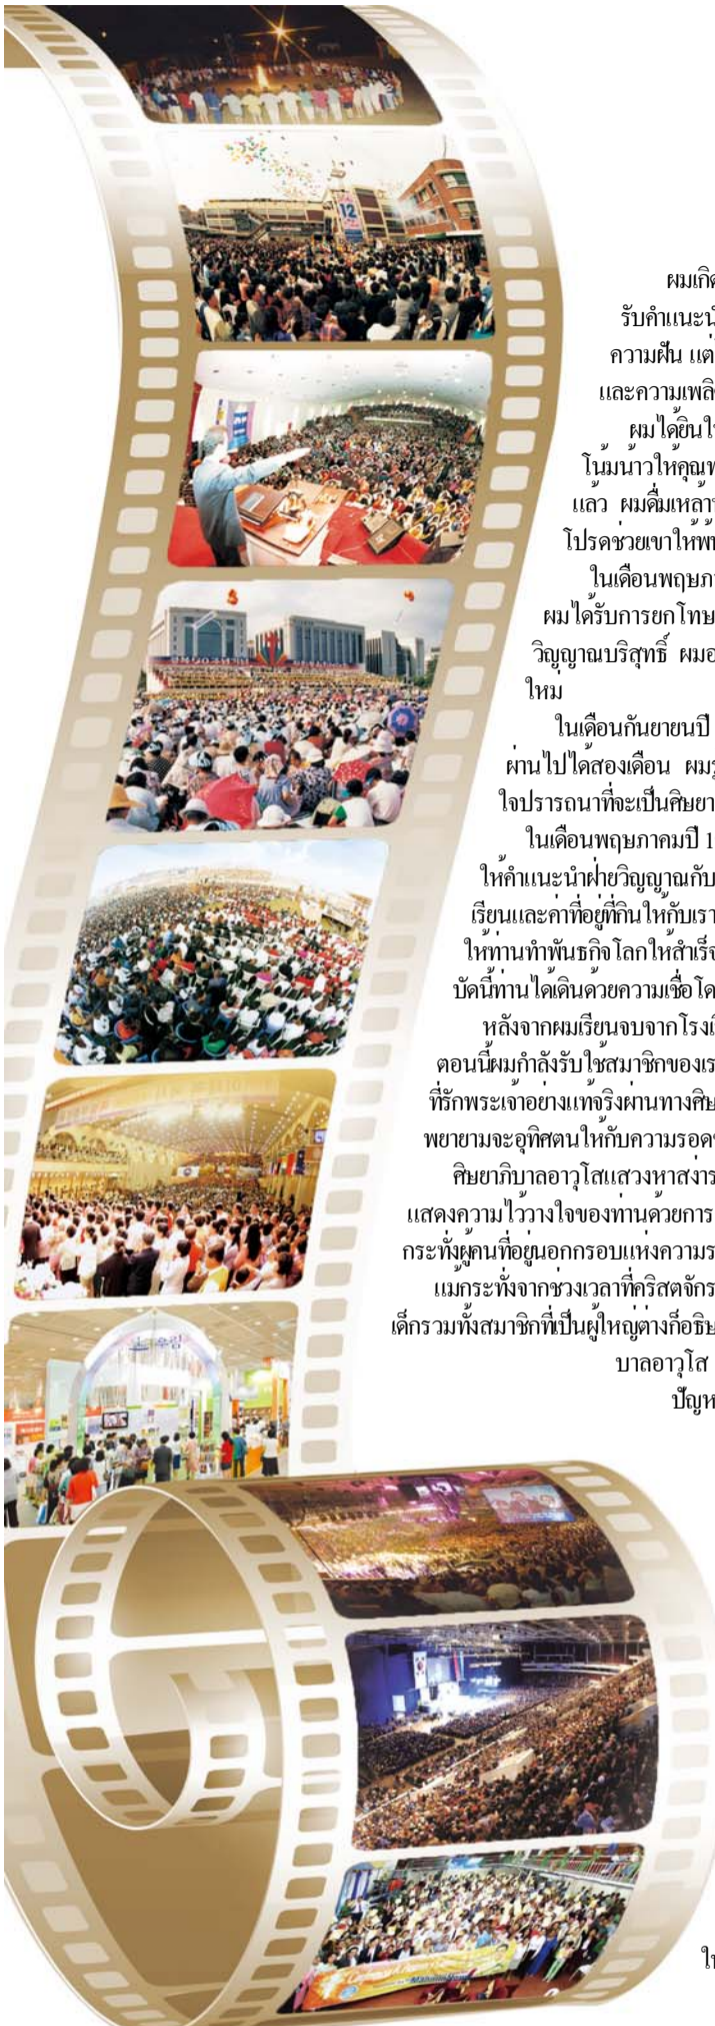 12
우림
ผมเกิด
รับคำแนะนำ
ความฝัน แต่
และความเพลิ
ผมได้ยินใ
โน้มน้าวให้คุณพ
แล้ว ผมดื่มเหล้า
โปรดช่วยเขาให้พ้
ในเดือนพฤษภา
ผมได้รับการยกโทษ
วิญญาณบริสุทธิ์ ผมอ
ใหม่
ในเดือนกันยายนปี
ผ่านไปได้สองเดือน ผมรู
ใจปรารถนาที่จะเป็นศิษยา
ในเดือนพฤษภาคมปี 1
ให้คำแนะนำฝ่ายวิญญาณกับ
เรียนและค่าที่อยู่ที่กินให้กับเรา
ให้ท่านทำพันธกิจโลกให้สำเร็จ
บัดนี้ท่านได้เดินด้วยความเชื่อโด
หลังจากผมเรียนจบจากโรงเ
ตอนนี้ผมกำลังรับใช้สมาชิกของเร
ที่รักพระเจ้าอย่างแท้จริงผ่านทางศิษ
พยายามจะอุทิศตนให้กับความรอด
ศิษยาภิบาลอาวุโสแสวงหาสง่าร
แสดงความไว้วางใจของท่านด้วยการ
กระทั่งผู้คนที่อยู่นอกกรอบแห่งความร
แม้กระทั่งจากช่วงเวลาที่คริสตจักร
เด็กรวมทั้งสมาชิกที่เป็นผู้ใหญ่ต่างก็อธิษ
บาลอาวุโส
ปัญห
ใ